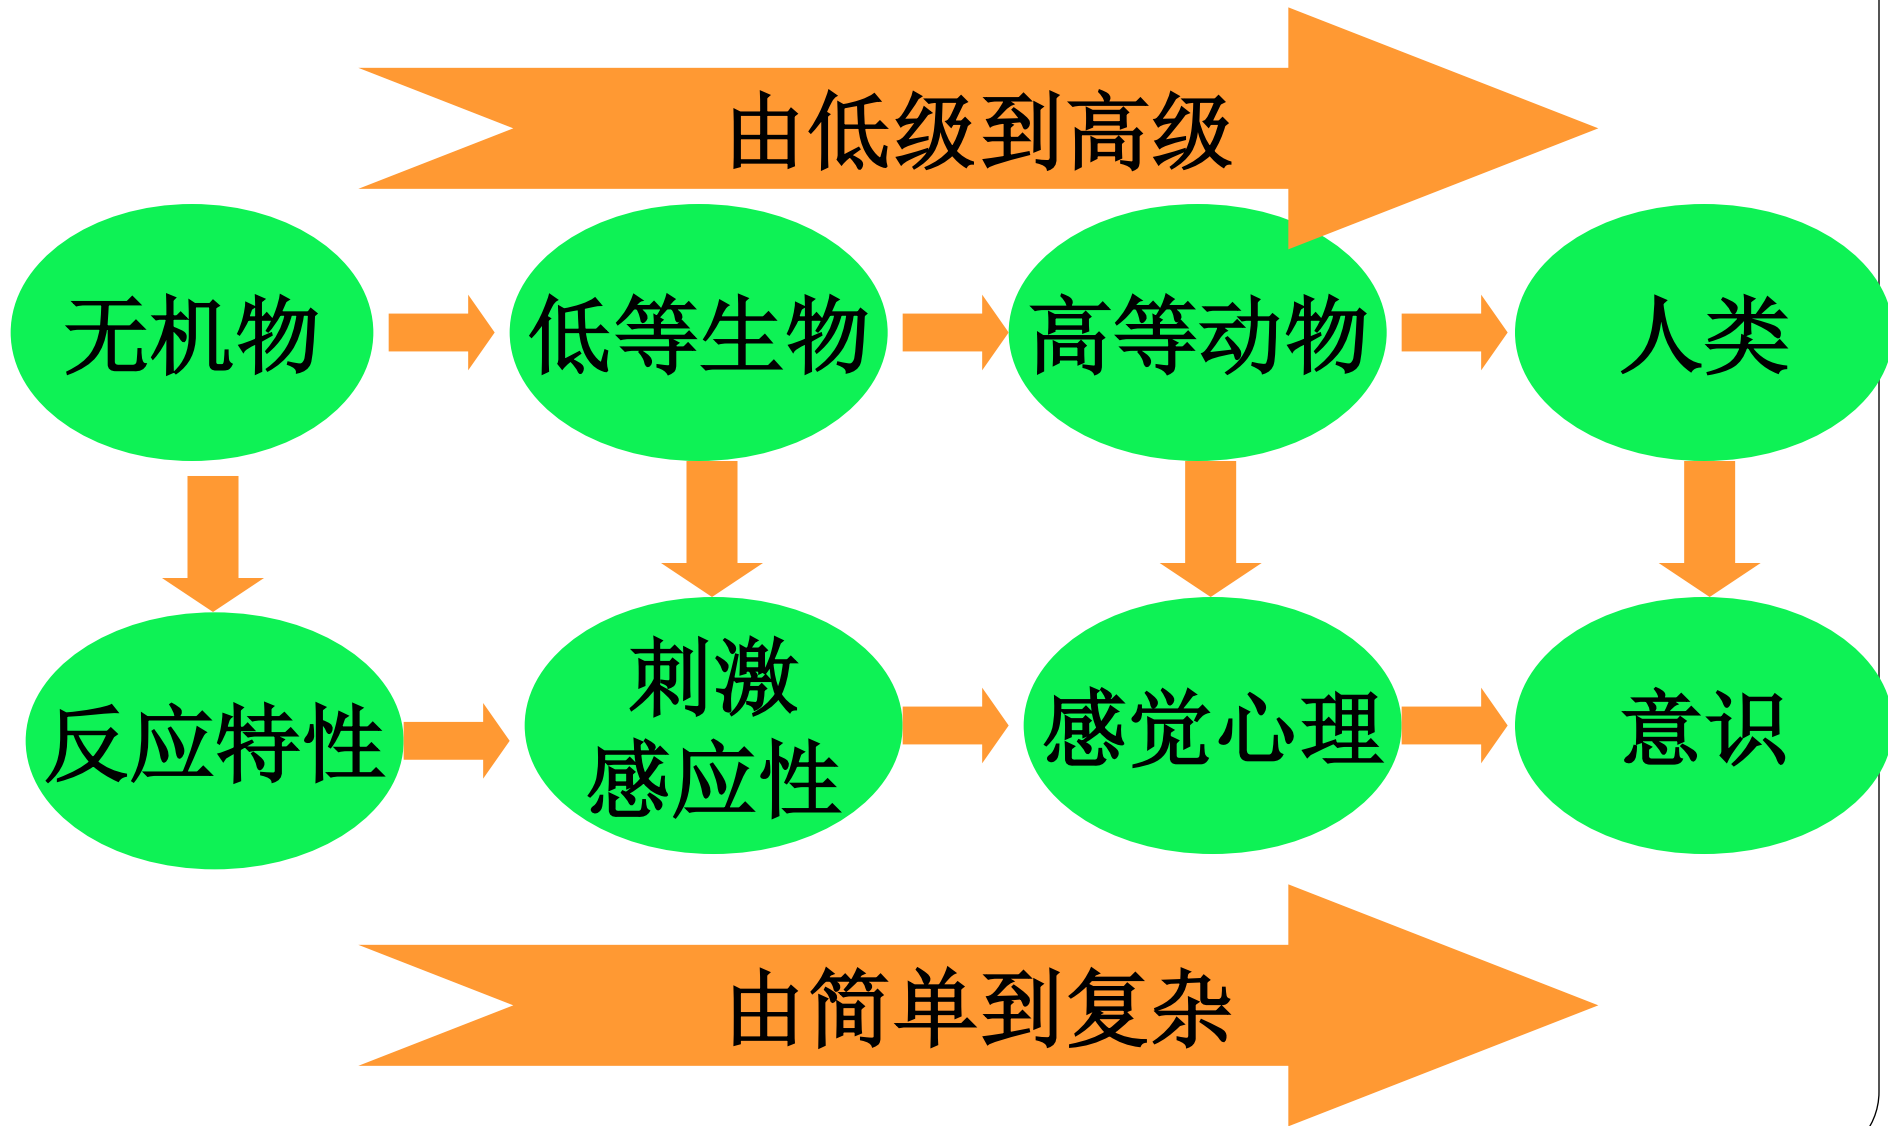 由低级到高级
无机物
低等生物
高等动物
人类
反应特性
刺激
感应性
感觉心理
意识
由简单到复杂